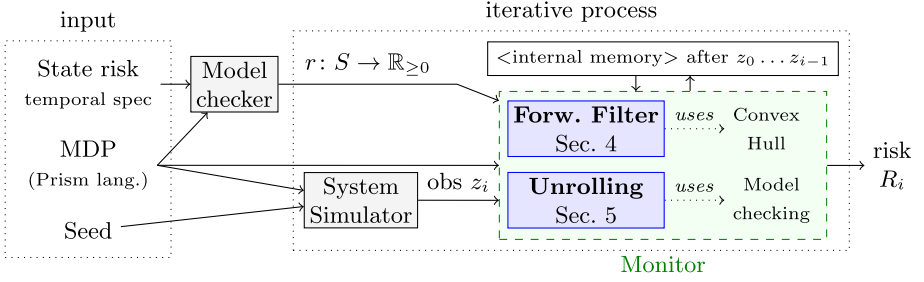 input
iterative process
State risk
temporal spec
Model
checker
r: S → ℝ≥0
<internal memory> after z0 … zi−1
MDP
(Prism lang.)
Forw. Filter
Sec. 4
uses
Convex
Hull
System
Simulator
obs zi
Unrolling
Sec. 5
uses
Model
checking
risk
Ri
Seed
Monitor